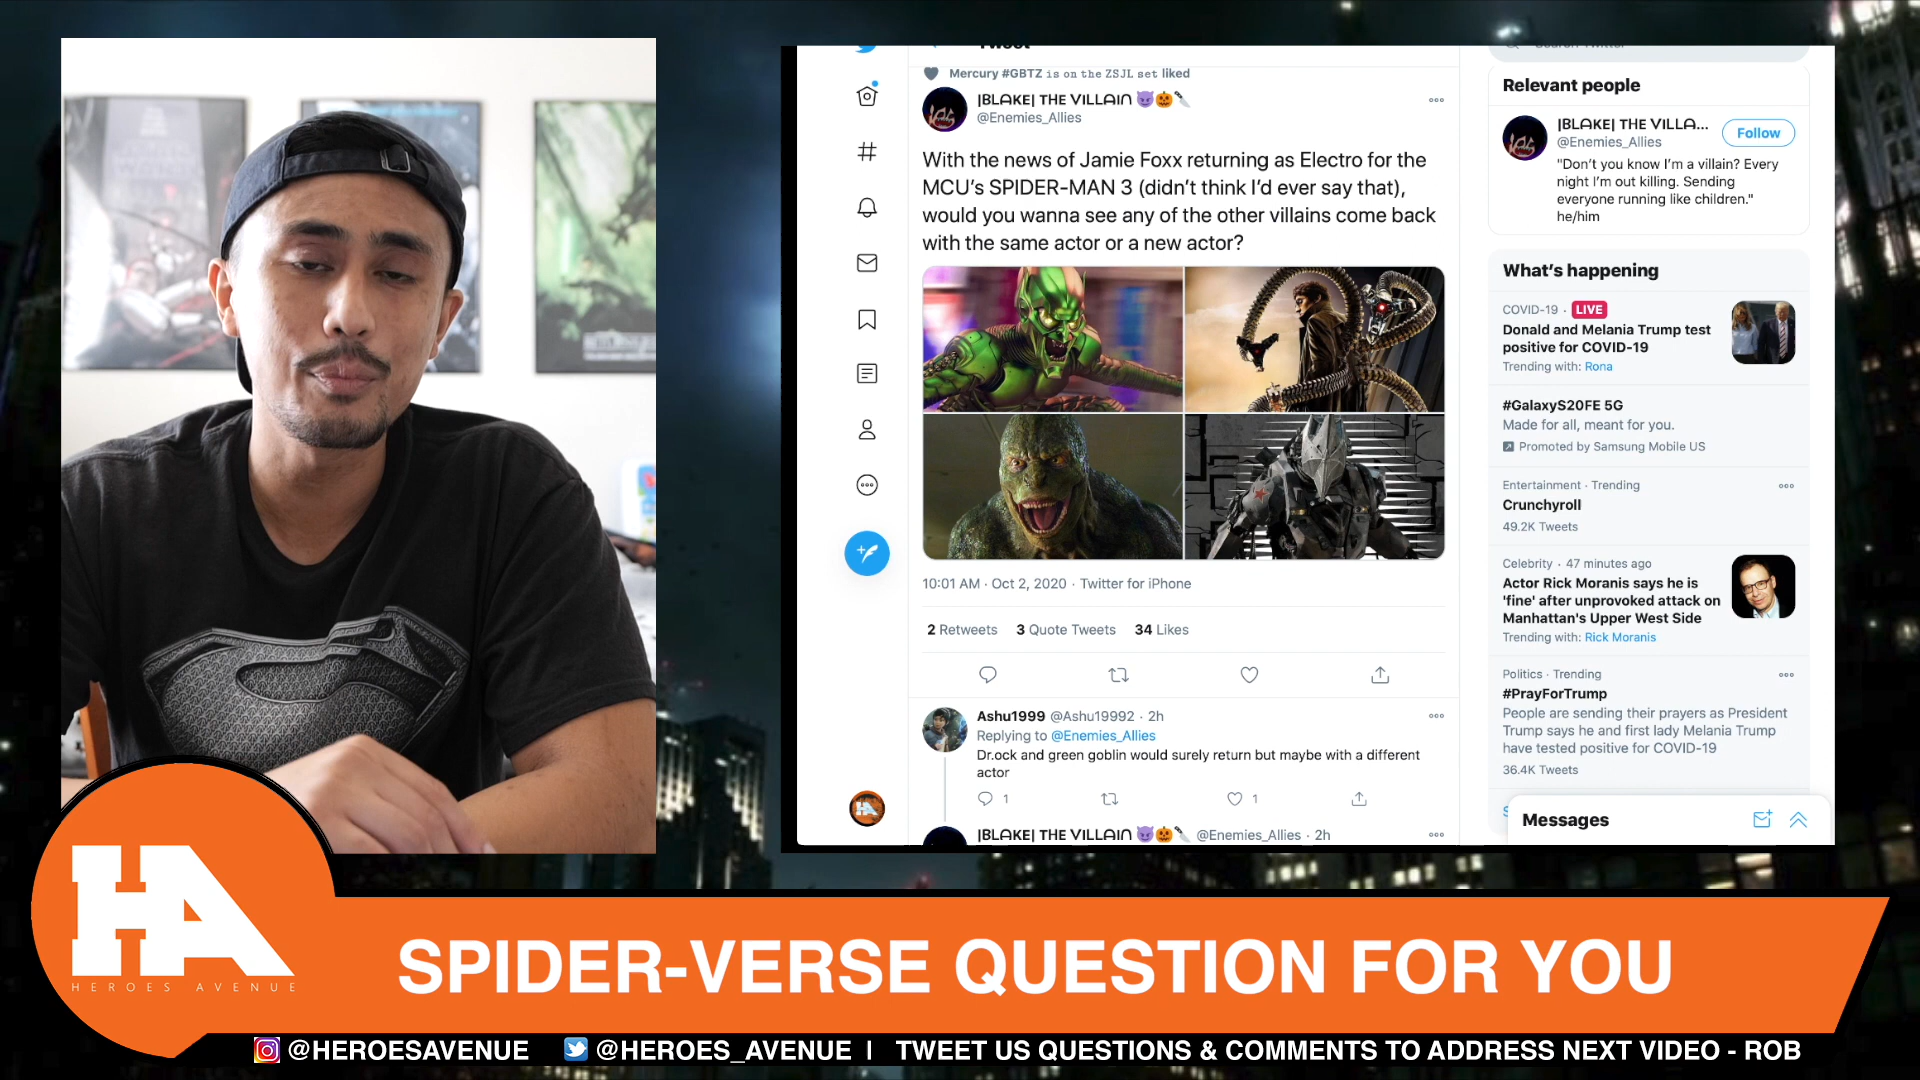 Tweet
Mercury #GBTZ is on the ZSJL set liked
|BLAKE| THE VILLAIN
@Enemies_Allies
With the news of Jamie Foxx returning as Electro for the
MCU's SPIDER-MAN 3 (didn't think I'd ever say that),
would you wanna see any of the other villains come back
with the same actor or a new actor?
10:01 AM · Oct 2, 2020 · Twitter for iPhone
2 Retweets 3 Quote Tweets 34 Likes
Ashu1999 @Ashu19992 · 2h
Replying to @Enemies_Allies
Dr.ock and green goblin would surely return but maybe with a different
actor
1 1
|BLAKE| THE VILLAIN @Enemies_Allies · 2h
Search Twitter
Relevant people
|BLAKE| THE VILLA...
@Enemies_Allies
Follow
"Don't you know I'm a villain? Every
night I'm out killing. Sending
everyone running like children."
he/him
What's happening
COVID-19 · LIVE
Donald and Melania Trump test
positive for COVID-19
Trending with: Rona
#GalaxyS20FE 5G
Made for all, meant for you.
Promoted by Samsung Mobile US
Entertainment · Trending
Crunchyroll
49.2K Tweets
Celebrity · 47 minutes ago
Actor Rick Moranis says he is
'fine' after unprovoked attack on
Manhattan's Upper West Side
Trending with: Rick Moranis
Politics · Trending
#PrayForTrump
People are sending their prayers as President
Trump says he and first lady Melania Trump
have tested positive for COVID-19
36.4K Tweets
Messages
HA
HEROES AVENUE
SPIDER-VERSE QUESTION FOR YOU
@HEROESAVENUE @HEROES_AVENUE | TWEET US QUESTIONS & COMMENTS TO ADDRESS NEXT VIDEO - ROB